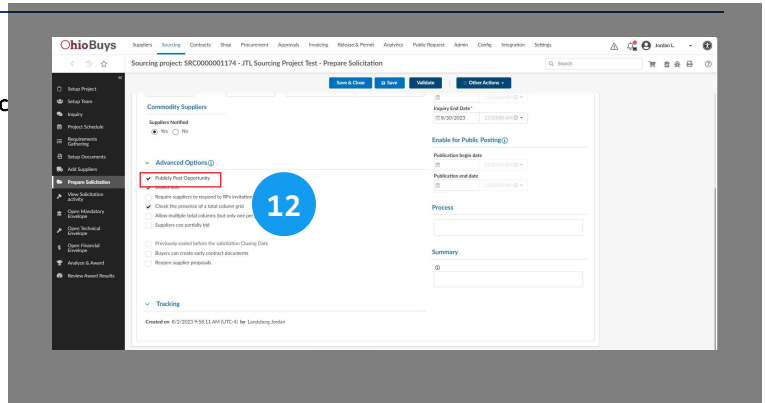 OhioBuys
Suppliers Sourcing Contracts Shop Procurement Approvals Invoicing Release & Permit Analytics Public Request Admin Config Integration Settings
Jordan L.
Sourcing project: SRC0000001174 - JTL Sourcing Project Test - Prepare Solicitation
Search
Save & Close Save Validate Other Actions
Setup Project
Setup Team
Inquiry
Project Schedule
Requirements Gathering
Setup Documents
Add Suppliers
Prepare Solicitation
View Solicitation activity
Open Mandatory Envelope
Open Technical Envelope
Open Financial Envelope
Analyze & Award
Review Award Results
Commodity Suppliers
Suppliers Notified
Yes No
Advanced Options
Publicly Post Opportunity
Require suppliers to respond to RFx invitation
Check the presence of a total column grid
Allow multiple total columns (but only one per
Suppliers can partially bid
Previously sealed before the solicitation Closing Date
Buyers can create early contract documents
Reopen supplier proposals
12
Tracking
Created on 8/2/2023 9:58:11 AM (UTC-4) by Landsberg Jordan
Inquiry End Date*
8/30/2023
Enable for Public Posting
Publication begin date
Publication end date
Process
Summary